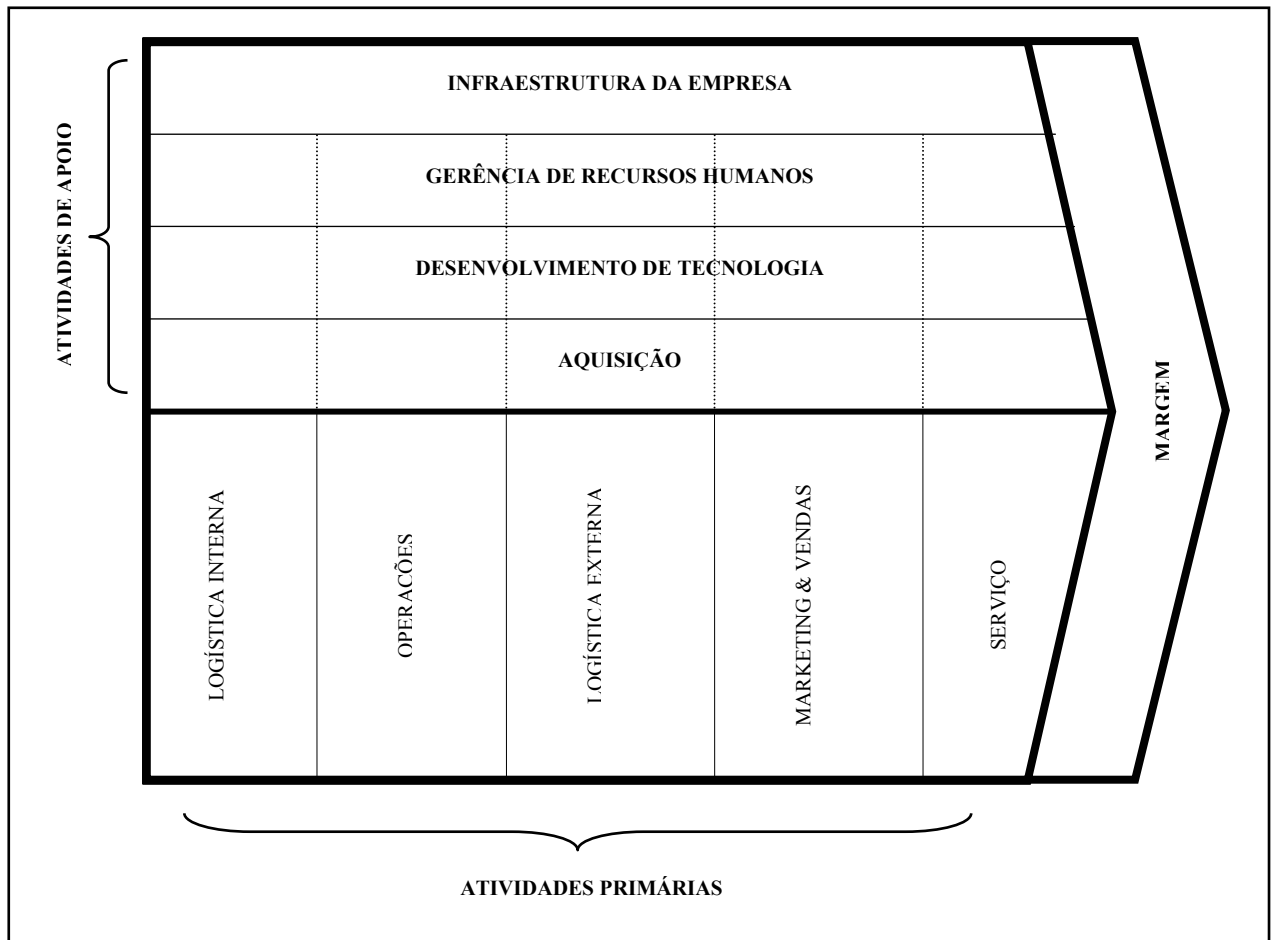 INFRAESTRUTURA DA EMPRESA
GERÊNCIA DE RECURSOS HUMANOS
DESENVOLVIMENTO DE TECNOLOGIA
AQUISIÇÃO
ATIVIDADES DE APOIO
LOGÍSTICA INTERNA
OPERACÕES
LOGÍSTICA EXTERNA
MARKETING & VENDAS
SERVIÇO
MARGEM
ATIVIDADES PRIMÁRIAS